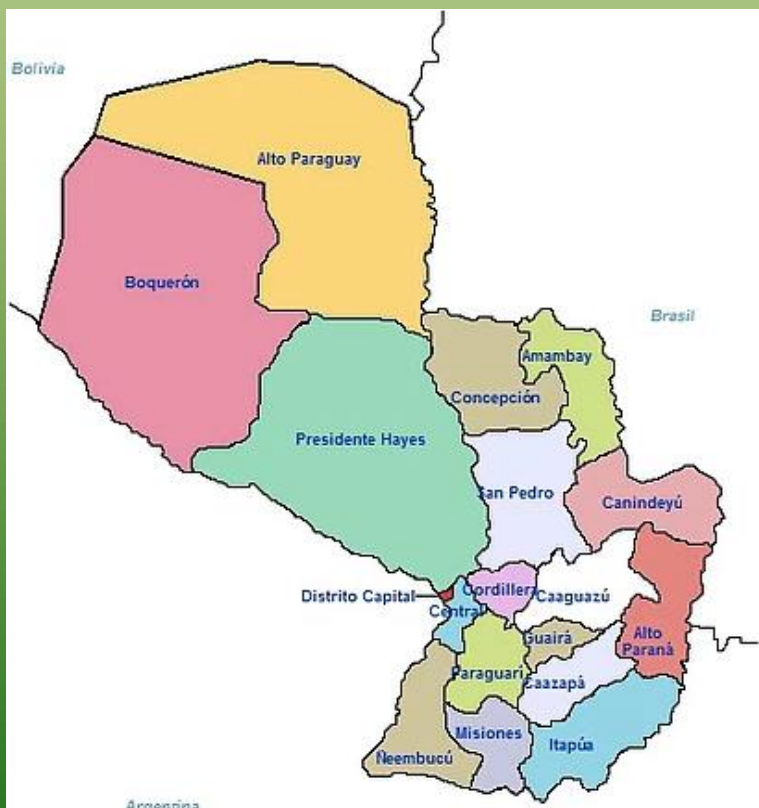 Bolivia
Alto Paraguay
Boquerón
Brasil
Amambay
Concepción
Presidente Hayes
San Pedro
Canindeyú
Distrito Capital
Cordillera
Caaguazú
Central
Guairá
Alto
Paraná
Paraguarí
Caazapá
Misiones
Itapúa
Ñeembucú
Argentina